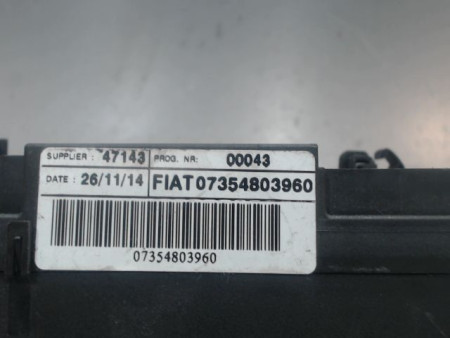 SUPPLIER : 47143 PROG. NR: 00043
DATE : 26/11/14 FIAT 07354803960
07354803960